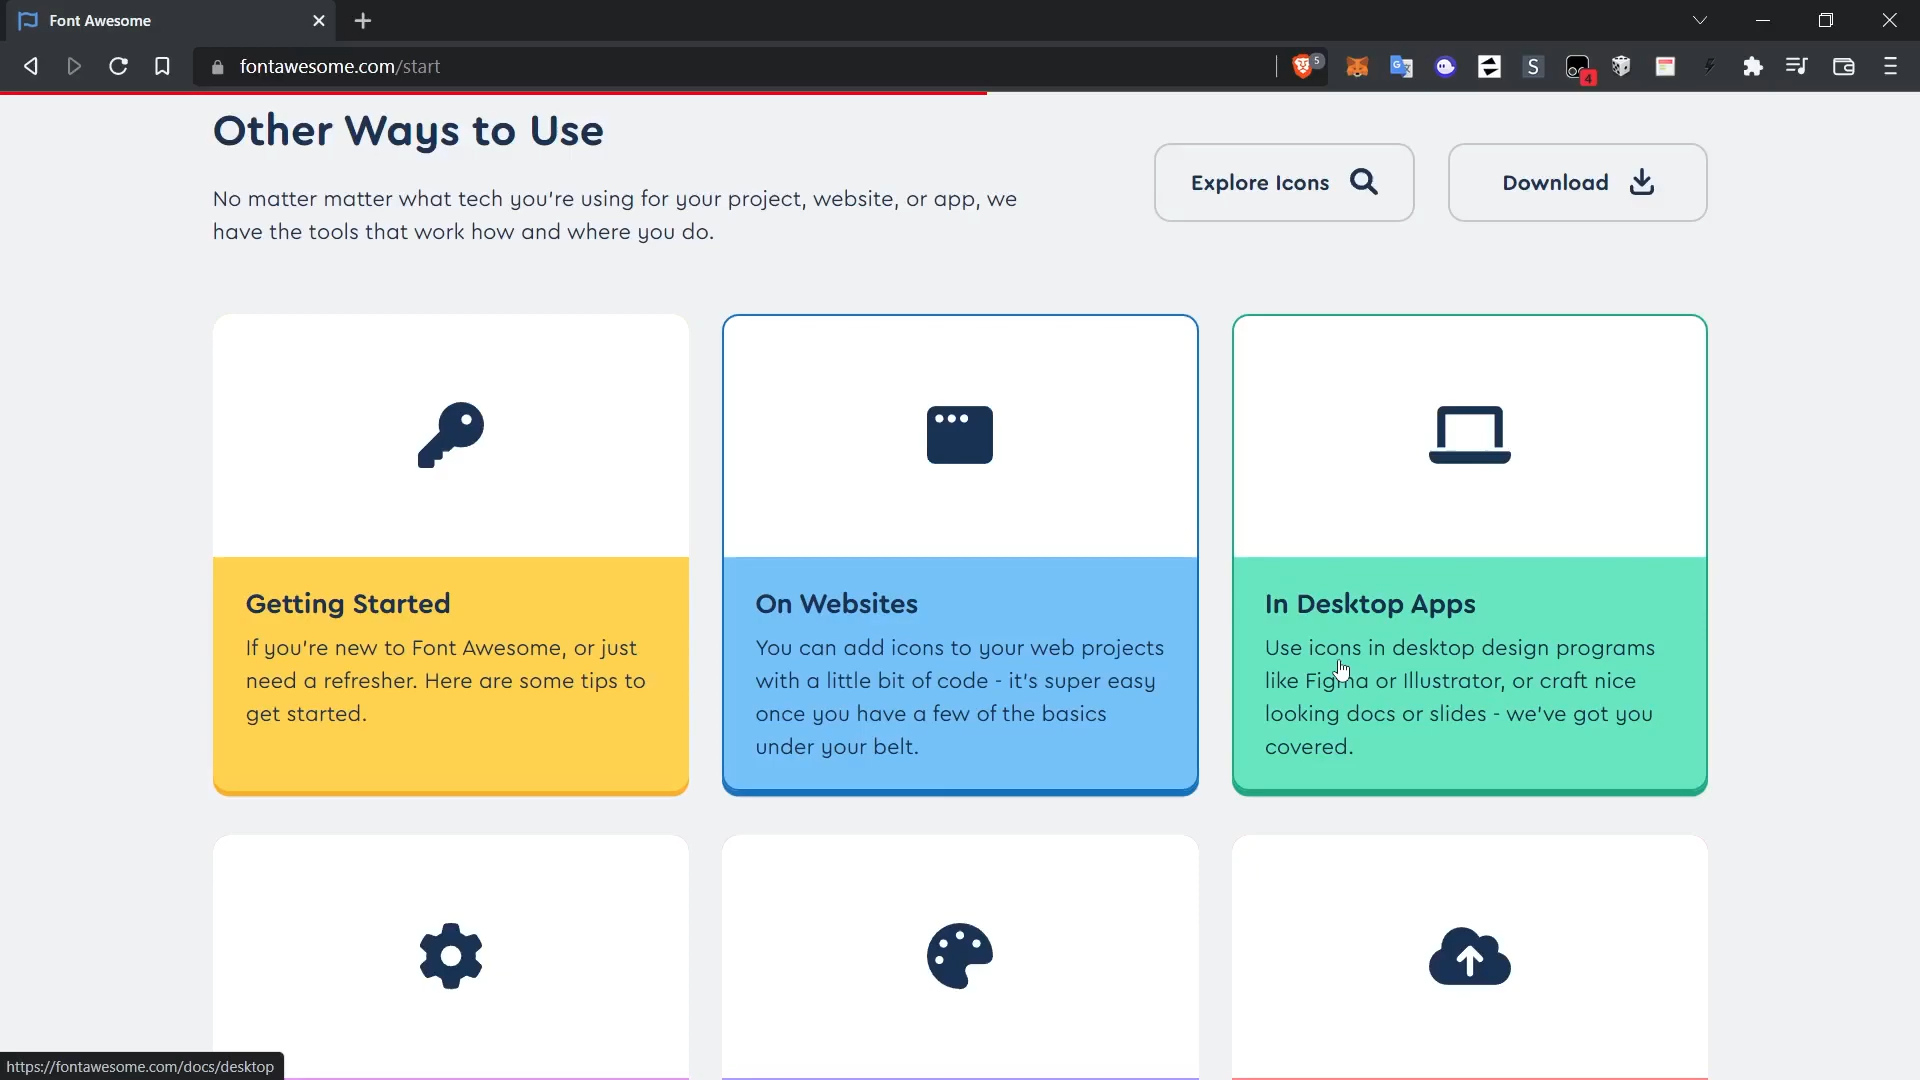 Font Awesome
fontawesome.com/start
5
4
S
Other Ways to Use
No matter matter what tech you're using for your project, website, or app, we
have the tools that work how and where you do.
Explore Icons
Download
Getting Started
If you're new to Font Awesome, or just
need a refresher. Here are some tips to
get started.
On Websites
You can add icons to your web projects
with a little bit of code - it's super easy
once you have a few of the basics
under your belt.
In Desktop Apps
Use icons in desktop design programs
like Figma or Illustrator, or craft nice
looking docs or slides - we've got you
covered.
https://fontawesome.com/docs/desktop